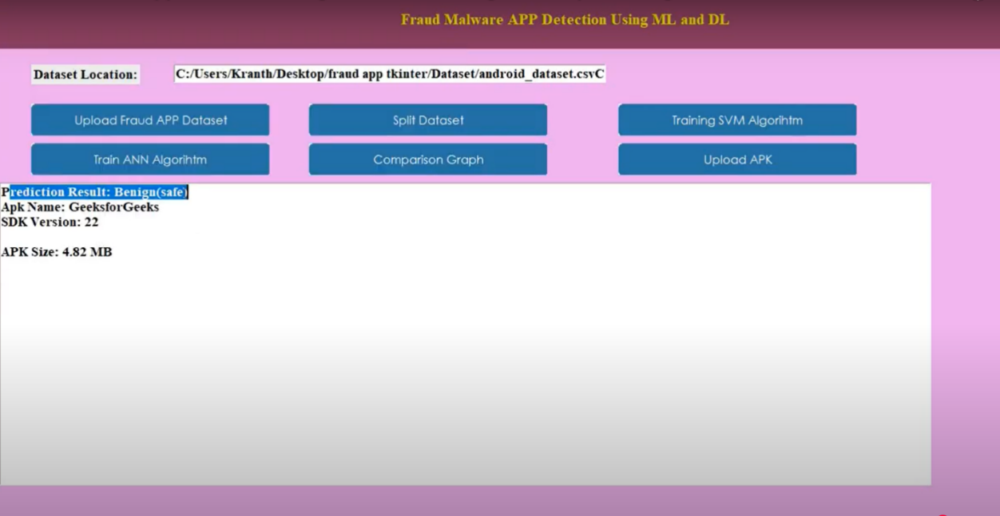 Fraud Malware APP Detection Using ML and DL
Dataset Location: C:/Users/Kranth/Desktop/fraud app tkinter/Dataset/android_dataset.csvC
Upload Fraud APP Dataset Split Dataset Training SVM Algorihtm
Train ANN Algorihtm Comparison Graph Upload APK
Prediction Result: Benign(safe)
Apk Name: GeeksforGeeks
SDK Version: 22
APK Size: 4.82 MB